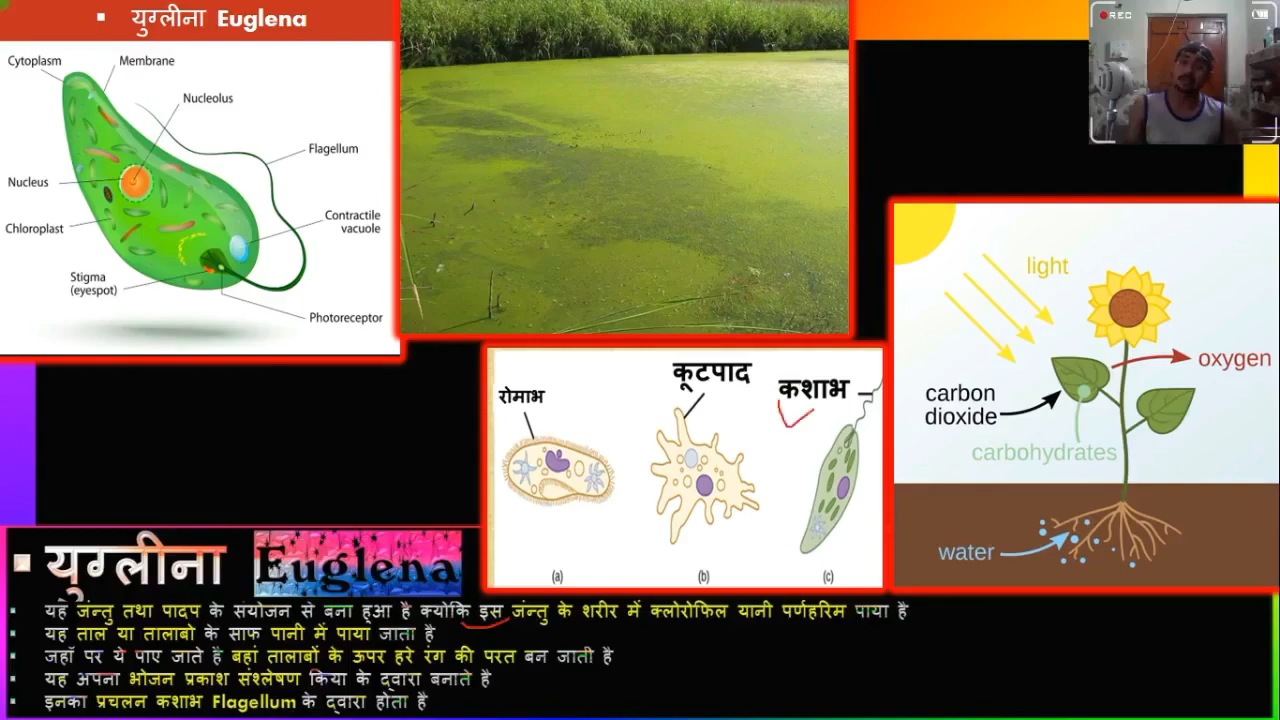 ▪ युग्लीना Euglena
Cytoplasm
Membrane
Nucleolus
Flagellum
Nucleus
Contractile
vacuole
Chloroplast
Stigma
(eyespot)
Photoreceptor
REC
light
oxygen
carbon
dioxide
carbohydrates
water
रोमाभ
कूटपाद
कशाभ
(a)
(b)
(c)
युग्लीना Euglena
▪ यह जंन्तु तथा पादप के संयोजन से बना हुआ है क्योकि इस जंन्तु के शरीर में क्लोरोफिल यानी पर्णहरिम पाया है
▪ यह ताल या तालाबो के साफ पानी में पाया जाता है
▪ जहाँ पर ये पाए जाते है बहां तालाबों के ऊपर हरे रंग की परत बन जाती है
▪ यह अपना भोजन प्रकाश संश्लेषण किया के द्वारा बनाते है
▪ इनका प्रचलन कशाभ Flagellum के द्वारा होता है